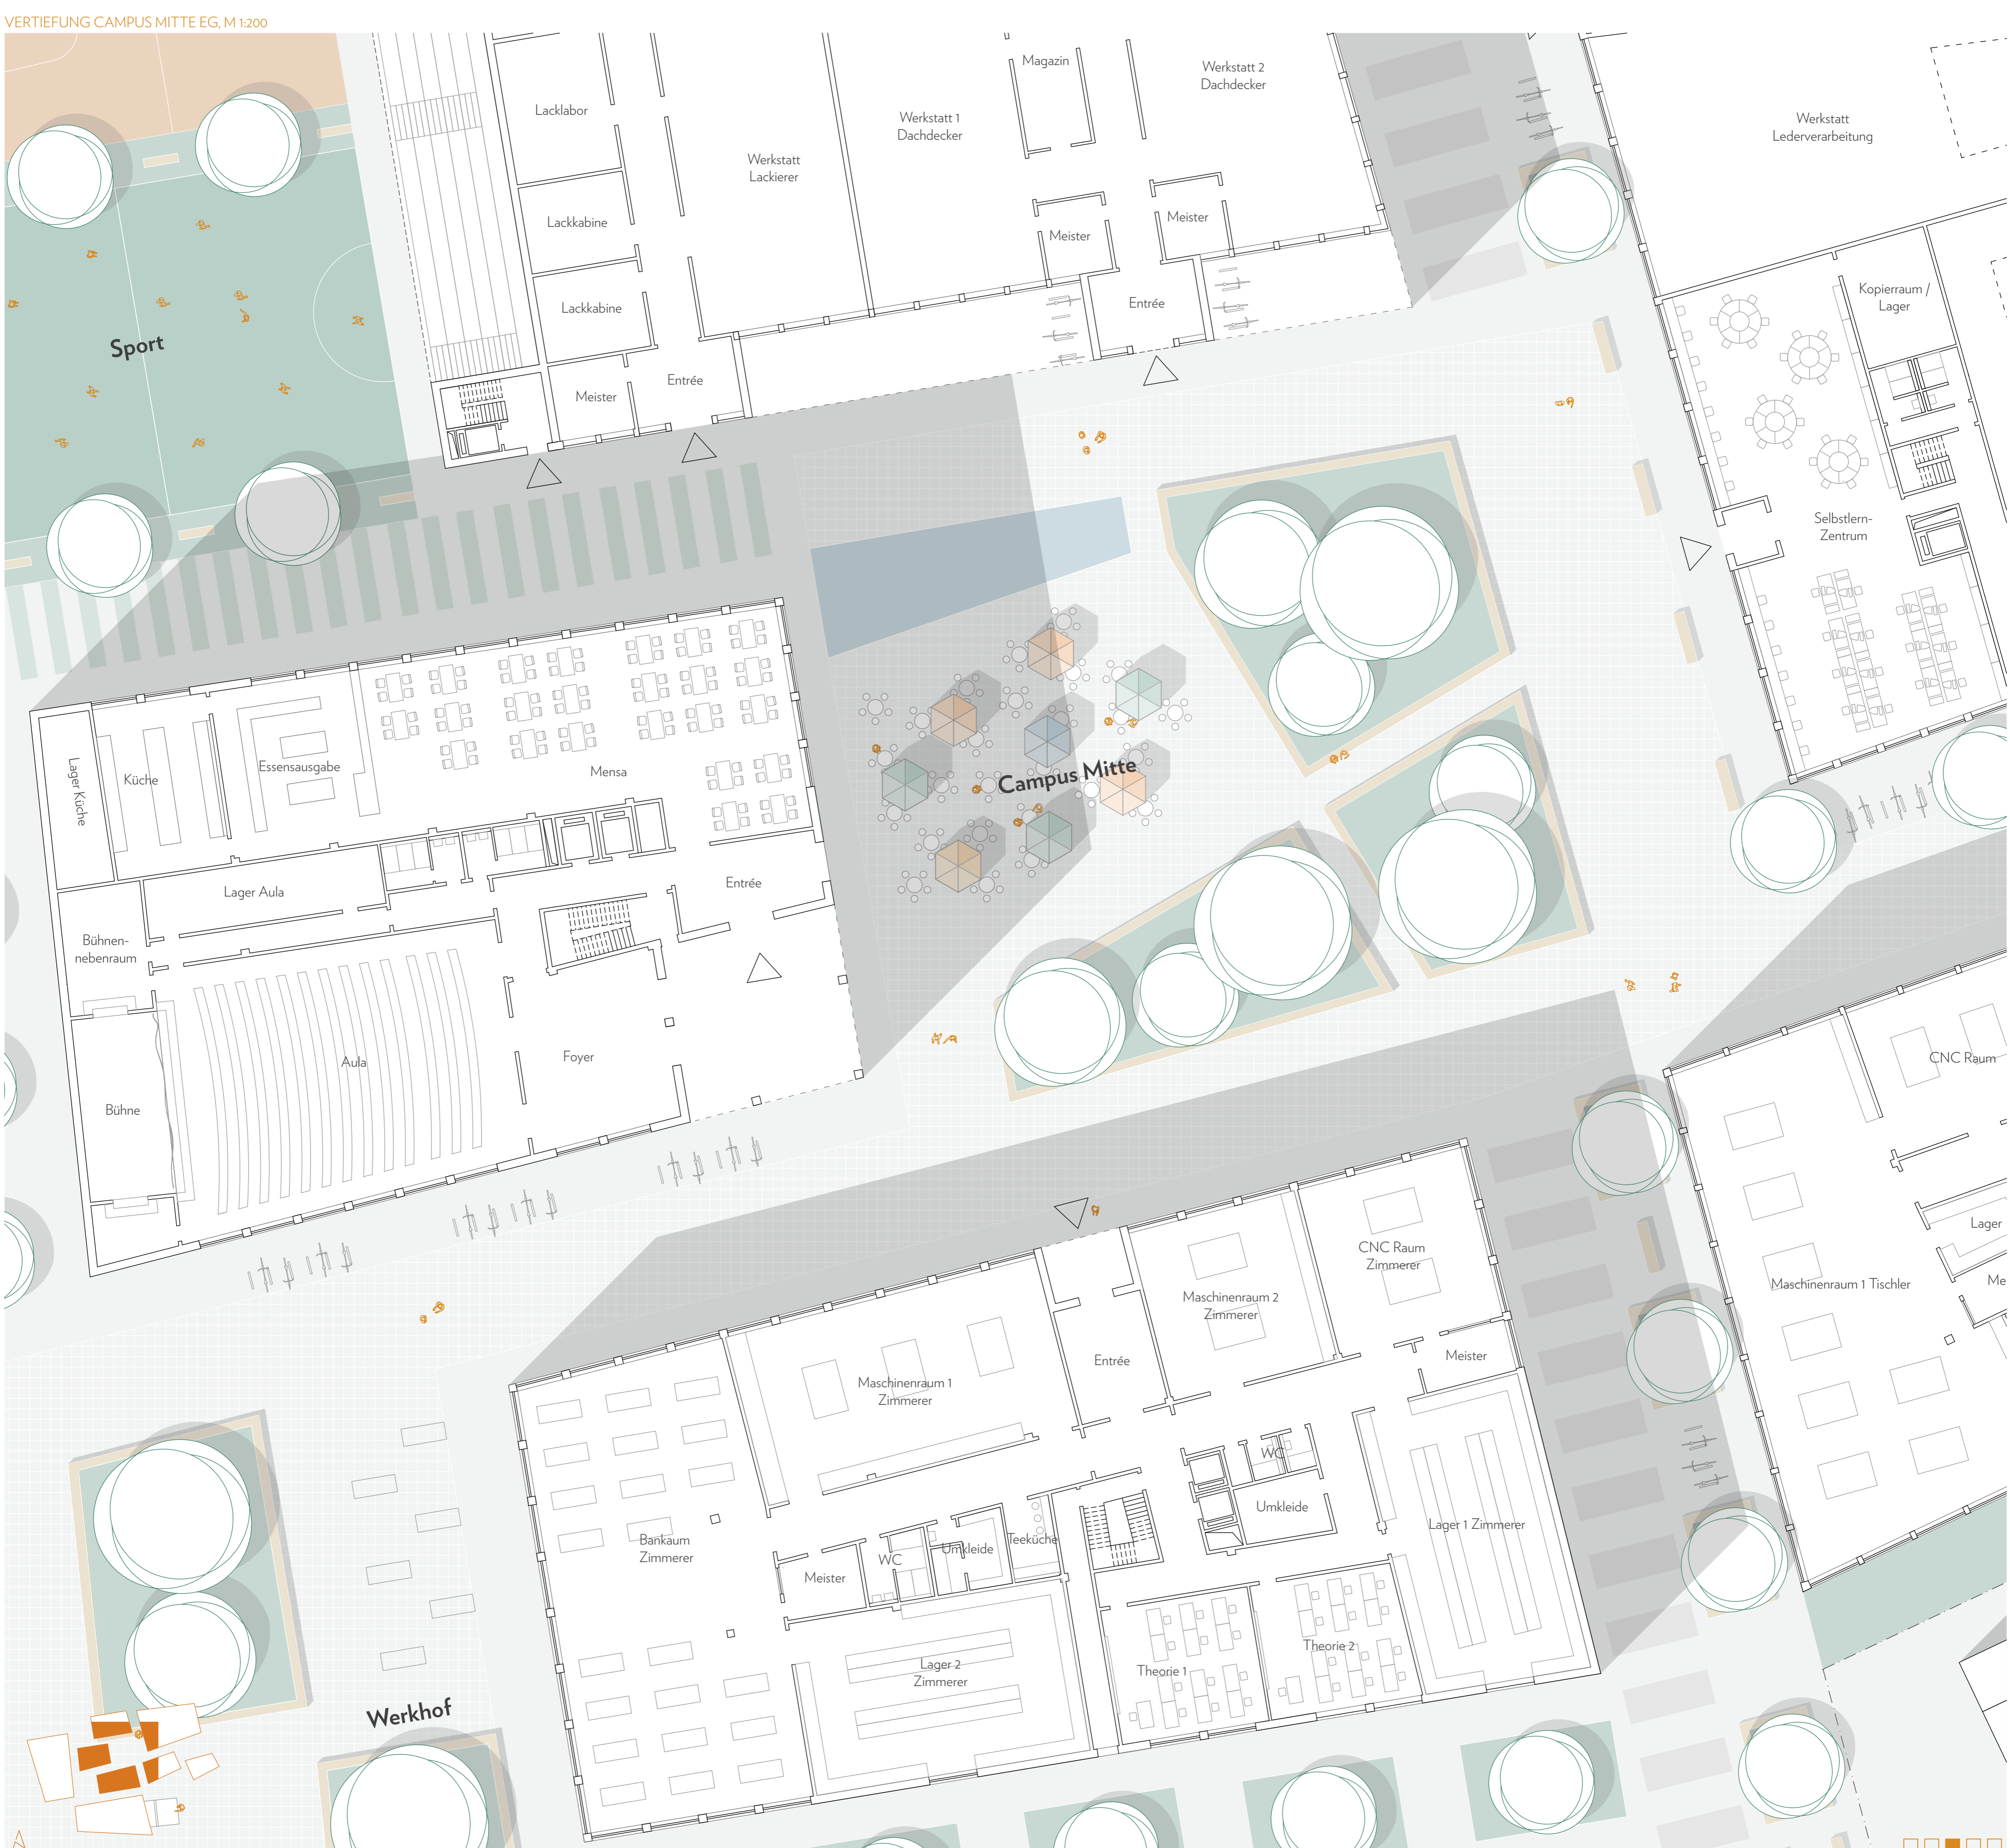 VERTIEFUNG CAMPUS MITTE EG, M 1:200
Magazin
Werkstatt 2
Dachdecker
Lacklabor
Werkstatt 1
Dachdecker
Werkstatt
Lederverarbeitung
Werkstatt
Lackierer
Lackkabine
Meister
Meister
Lackkabine
Entrée
Kopierraum /
Lager
Sport
Entrée
Meister
Selbstlern-
Zentrum
Lager Küche
Küche
Essensausgabe
Mensa
Campus Mitte
Lager Aula
Entrée
Bühnen-
nebenraum
Aula
Foyer
CNC Raum
Bühne
Lager
CNC Raum
Zimmerer
Maschinenraum 1 Tischler
Me
Maschinenraum 2
Zimmerer
Entrée
Meister
Maschinenraum 1
Zimmerer
WC
Umkleide
Lager 1 Zimmerer
Bankaum
Zimmerer
Teeküche
Umkleide
WC
Meister
Theorie 2
Theorie 1
Lager 2
Zimmerer
Werkhof